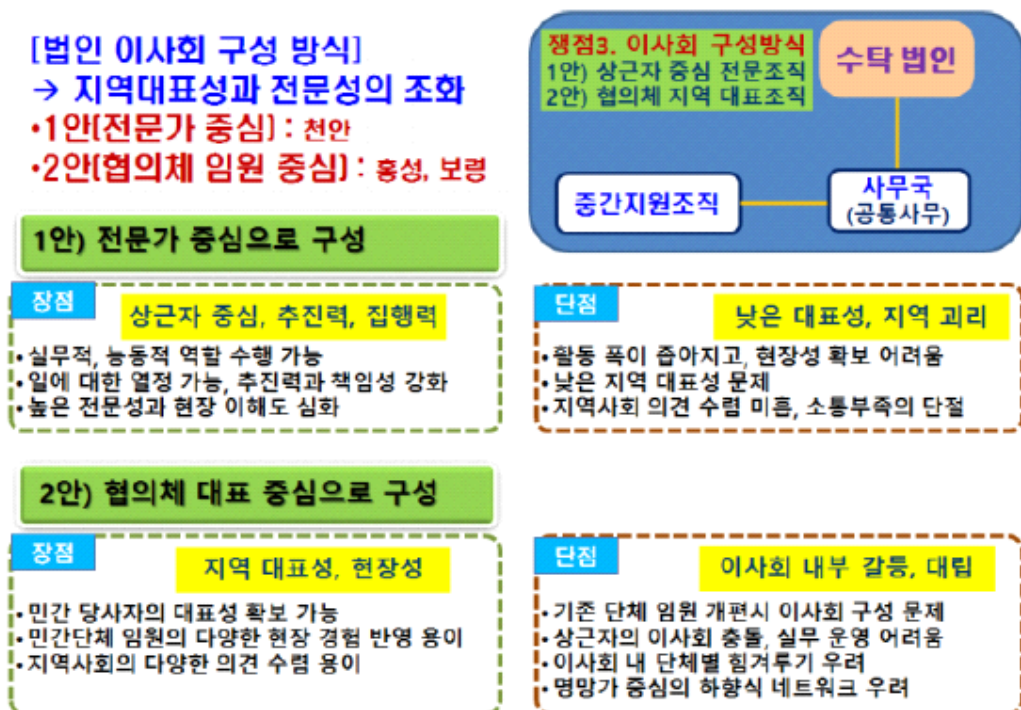 [법인 이사회 구성 방식]
→ 지역대표성과 전문성의 조화
•1안(전문가 중심) : 천안
•2안(협의체 임원 중심) : 홍성, 보령
쟁점3. 이사회 구성방식
1안) 상근자 중심 전문조직
2안) 협의체 지역 대표조직
수탁 법인
중간지원조직
사무국
(공통사무)
1안) 전문가 중심으로 구성
장점
상근자 중심, 추진력, 집행력
• 실무적, 능동적 역할 수행 가능
• 일에 대한 열정 가능, 추진력과 책임성 강화
• 높은 전문성과 현장 이해도 심화
단점
낮은 대표성, 지역 괴리
• 활동 폭이 좁아지고, 현장성 확보 어려움
• 낮은 지역 대표성 문제
• 지역사회 의견 수렴 미흡, 소통부족의 단절
2안) 협의체 대표 중심으로 구성
장점
지역 대표성, 현장성
• 민간 당사자의 대표성 확보 가능
• 민간단체 임원의 다양한 현장 경험 반영 용이
• 지역사회의 다양한 의견 수렴 용이
단점
이사회 내부 갈등, 대립
• 기존 단체 임원 개편시 이사회 구성 문제
• 상근자의 이사회 충돌, 실무 운영 어려움
• 이사회 내 단체별 힘겨루기 우려
• 명망가 중심의 하향식 네트워크 우려